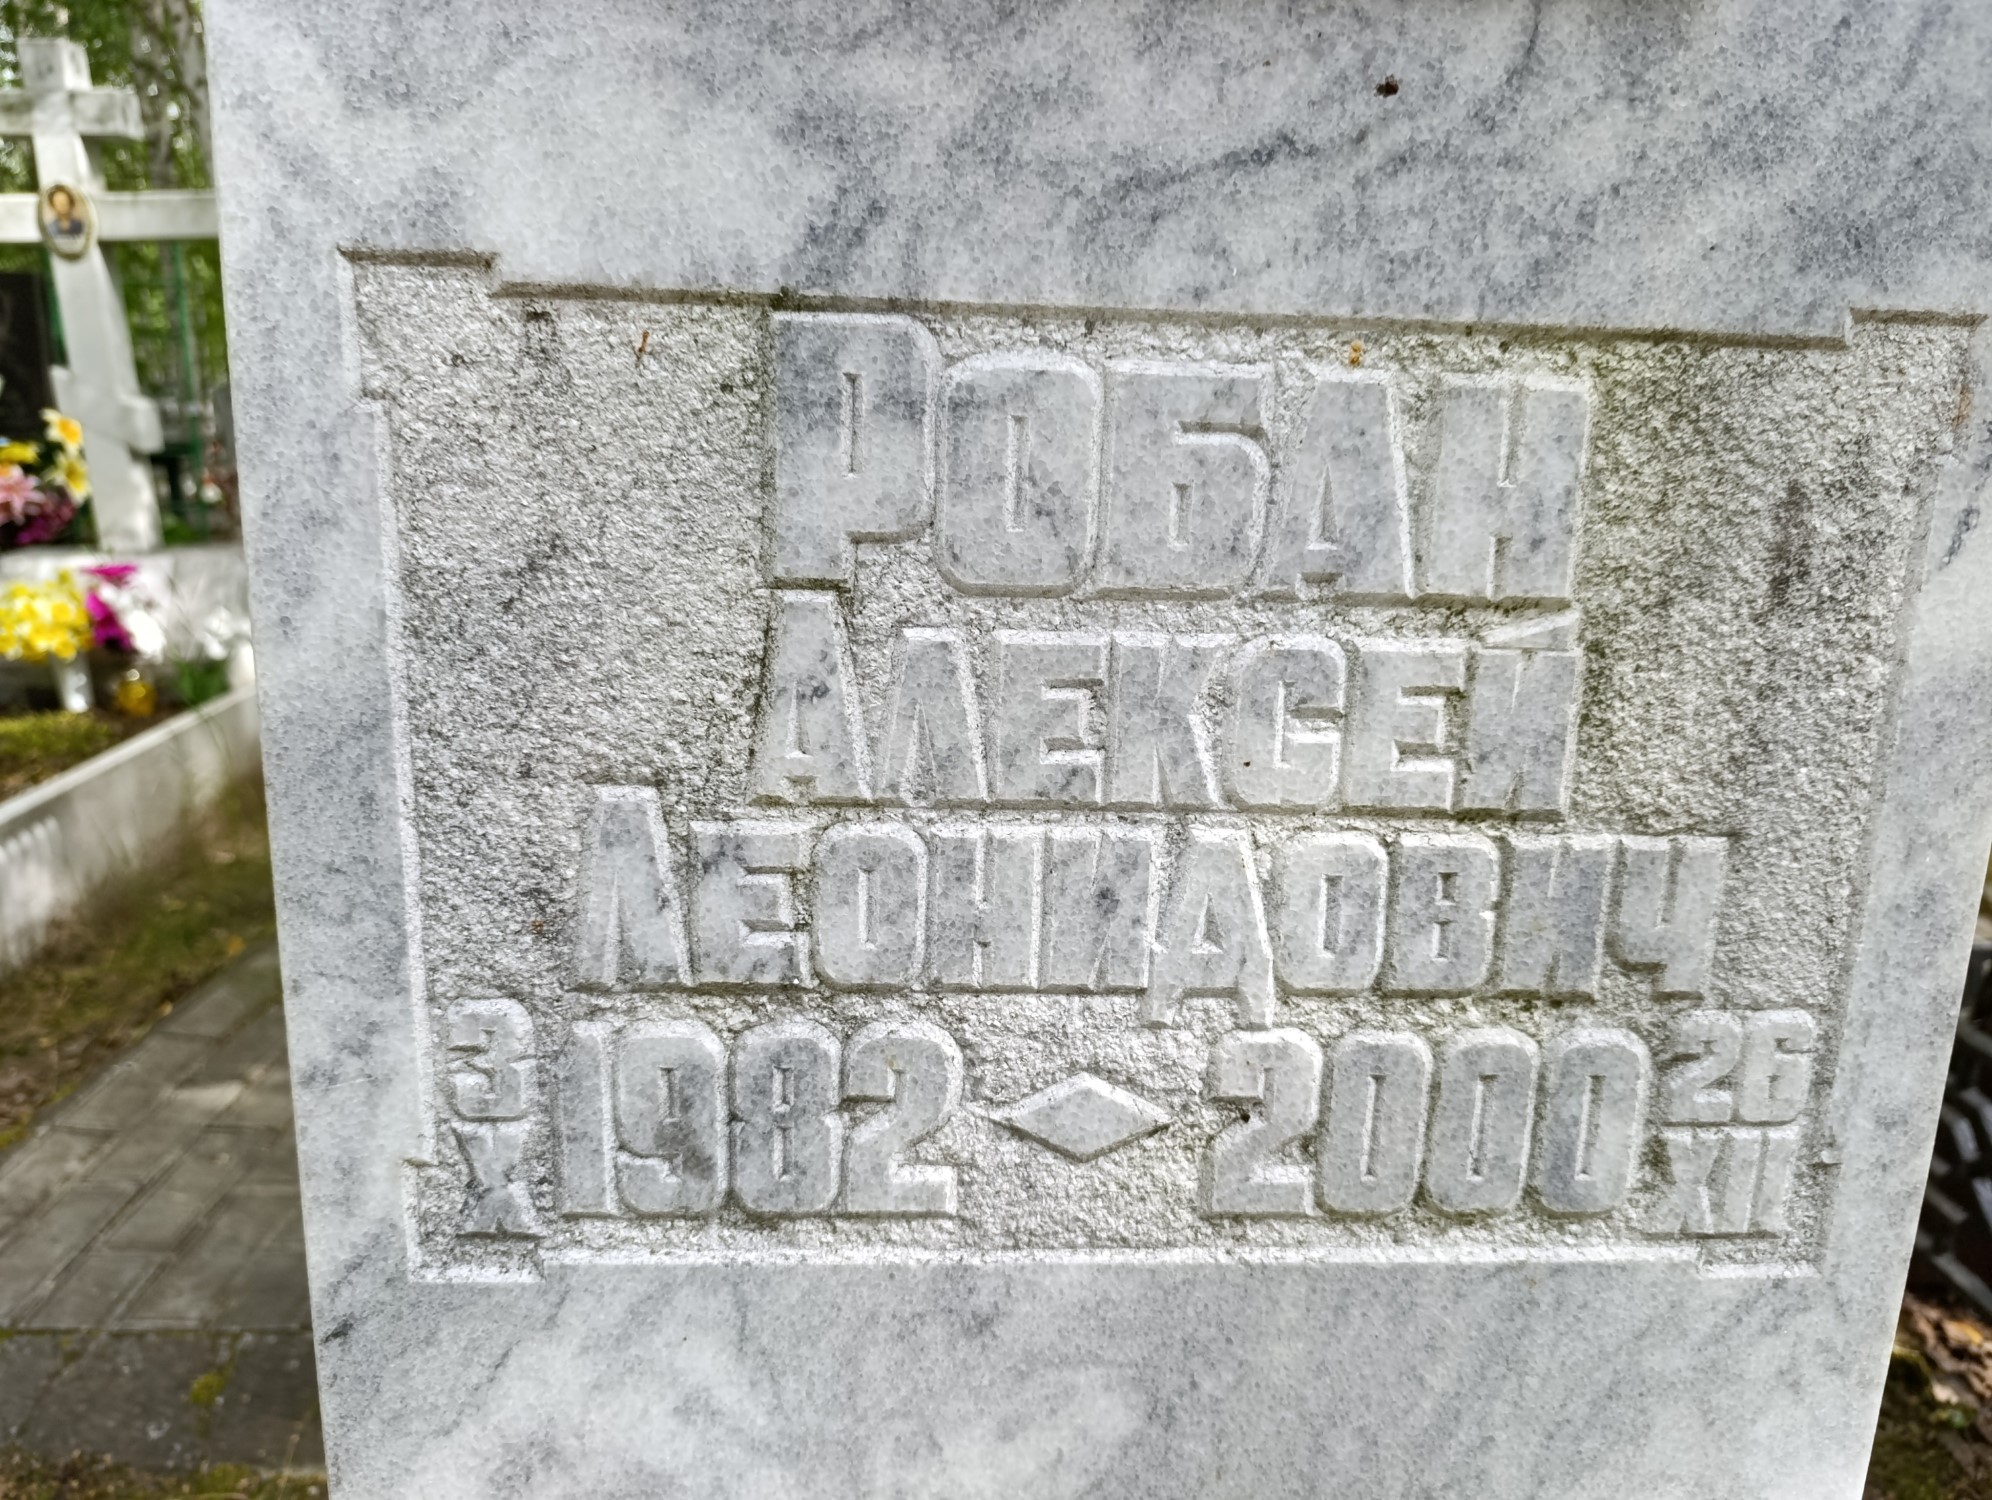 Робан
Алексей
Леонидович
3 X 1982 2000 26 XII